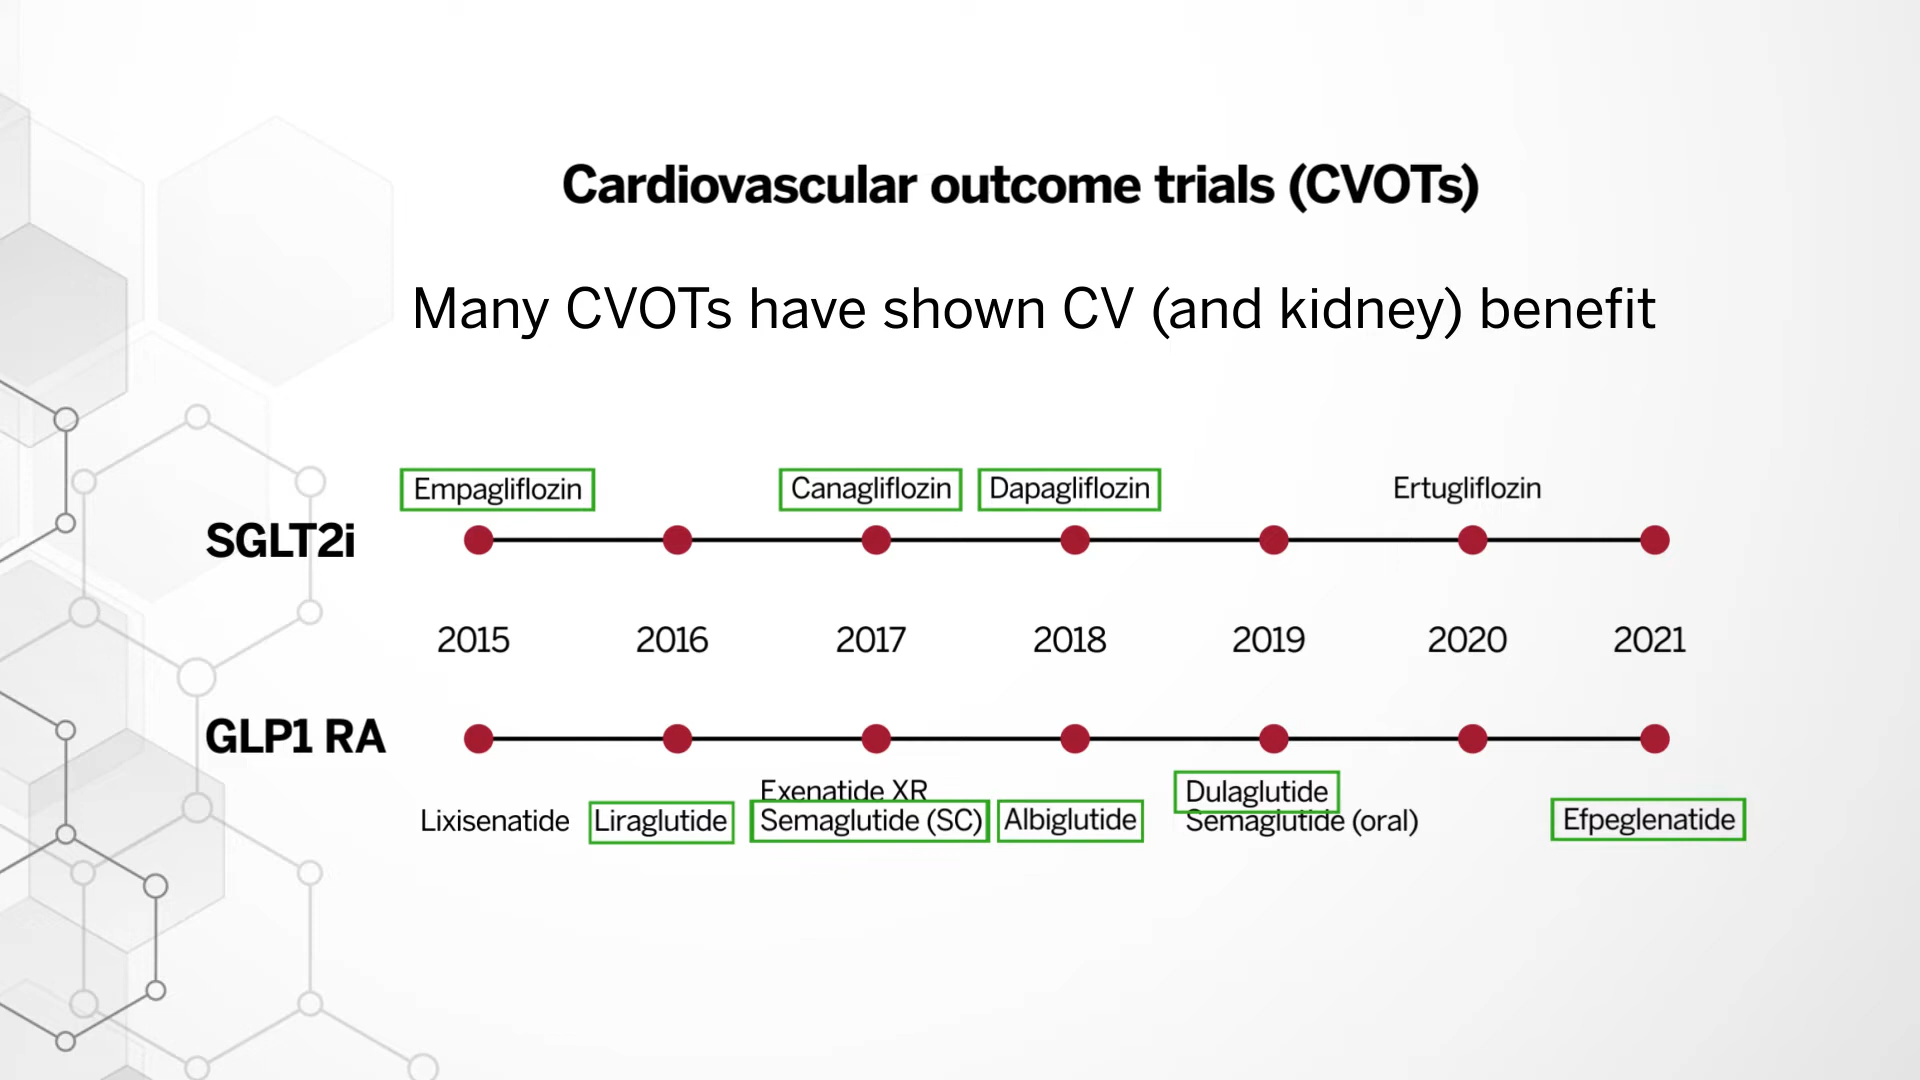 Cardiovascular outcome trials (CVOTs)
Many CVOTs have shown CV (and kidney) benefit
Empagliflozin Canagliflozin Dapagliflozin Ertugliflozin
SGLT2i
2015 2016 2017 2018 2019 2020 2021
GLP1 RA
Exenatide XR Dulaglutide
Lixisenatide Liraglutide Semaglutide (SC) Albiglutide Semaglutide (oral) Efpeglenatide